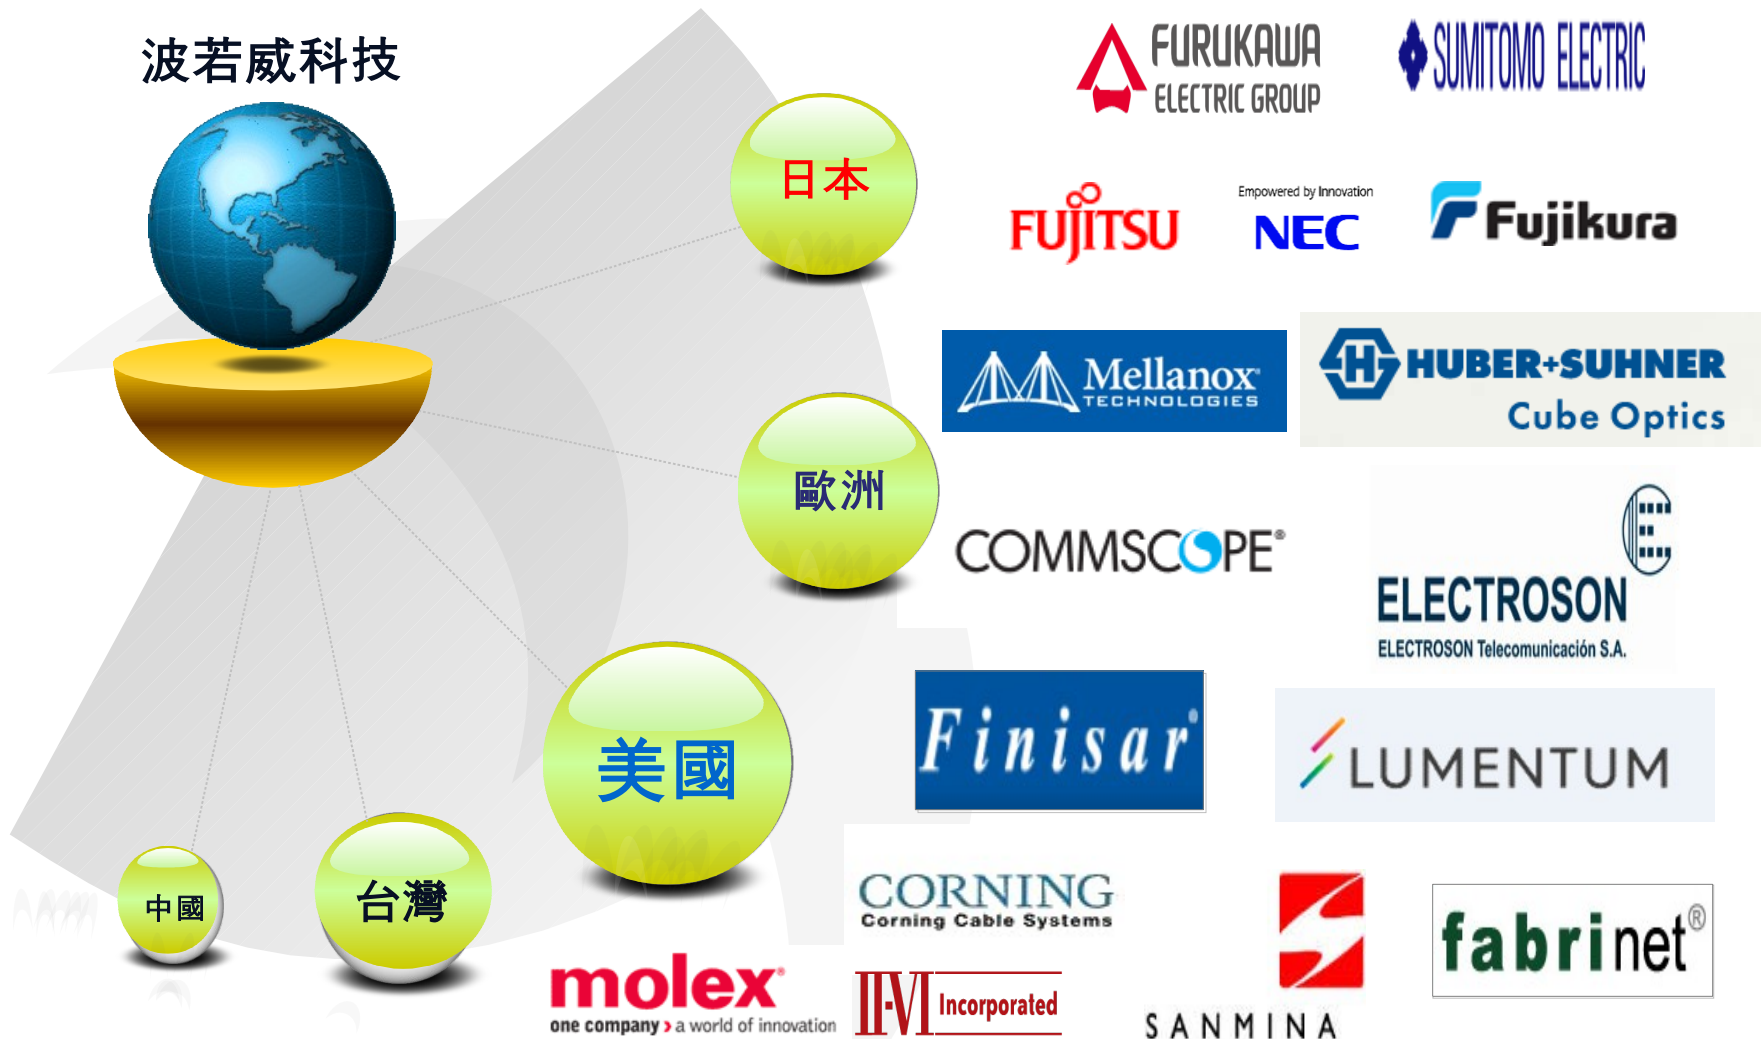 波若威科技
FURUKAWA
ELECTRIC GROUP
SUMITOMO ELECTRIC
日本
FUJITSU
Empowered by Innovation
NEC
Fujikura
Mellanox
TECHNOLOGIES
HUBER+SUHNER
Cube Optics
歐洲
COMMSCOPE®
ELECTROSON
ELECTROSON Telecomunicación S.A.
美國
Finisar®
LUMENTUM
中國
台灣
CORNING
Corning Cable Systems
fabrinet®
molex®
one company > a world of innovation
II-VI Incorporated
SANMINA